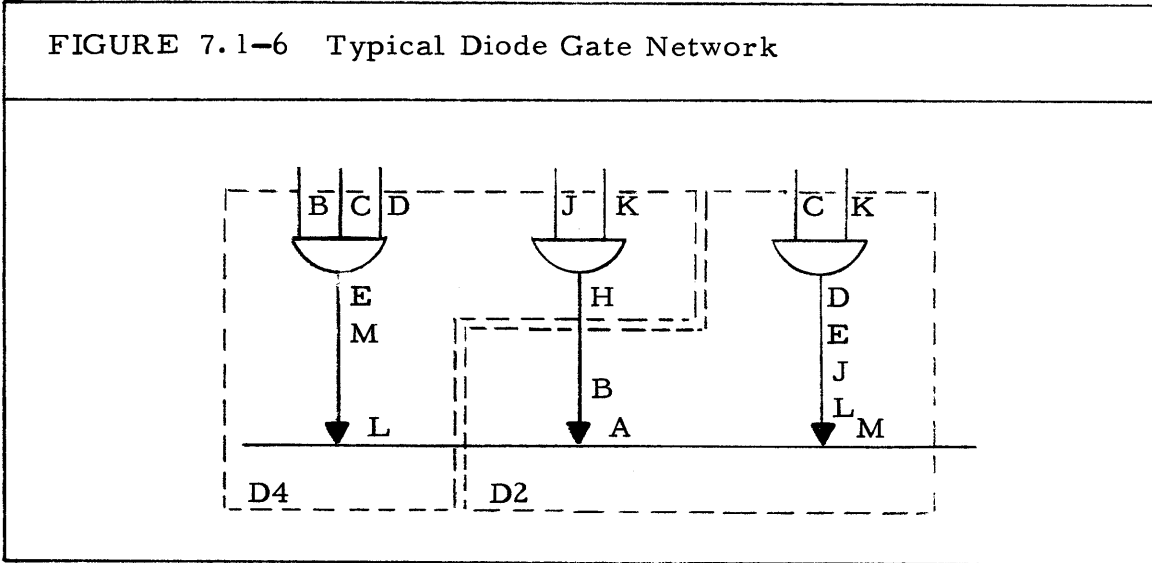 FIGURE 7.1-6 Typical Diode Gate Network
B C D J K C K
E H D
M E
J
B L
L A M
D4 D2